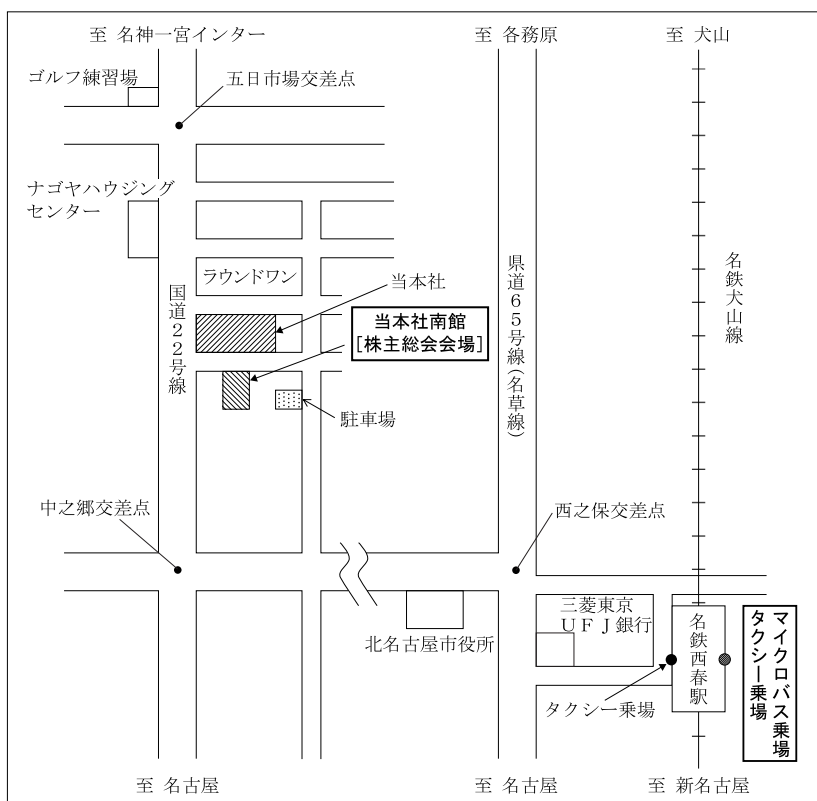 至 名神一宮インター
至 各務原
至 犬山
ゴルフ練習場
五日市場交差点
ナゴヤハウジング
センター
ラウンドワン
当本社
国道22号線
当本社南館
[株主総会会場]
県道65号線(名草線)
名鉄犬山線
駐車場
中之郷交差点
西之保交差点
三菱東京
UFJ銀行
北名古屋市役所
名鉄西春駅
マイクロバス乗場
タクシー乗場
タクシー乗場
至 名古屋
至 名古屋
至 新名古屋